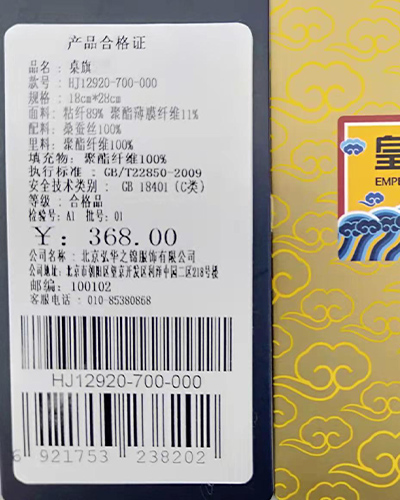 产品合格证
品名：桌旗
款号：HJ12920-700-000
规格：18cm*28cm
面料：粘纤89% 聚酯薄膜纤维11%
配料：桑蚕丝100%
里料：聚酯纤维100%
填充物：聚酯纤维100%
执行标准：GB/T22850-2009
安全技术类别：GB 18401（C类）
等级：合格品
检验号：A1 批号：01
￥：368.00
公司名称：北京弘华之锦服饰有限公司
公司地址：北京市朝阳区望京开发区利泽中园二区218号楼
邮编：100102
客服电话：010-85380868
HJ12920-700-000
6 921753 238202
皇
EMPE